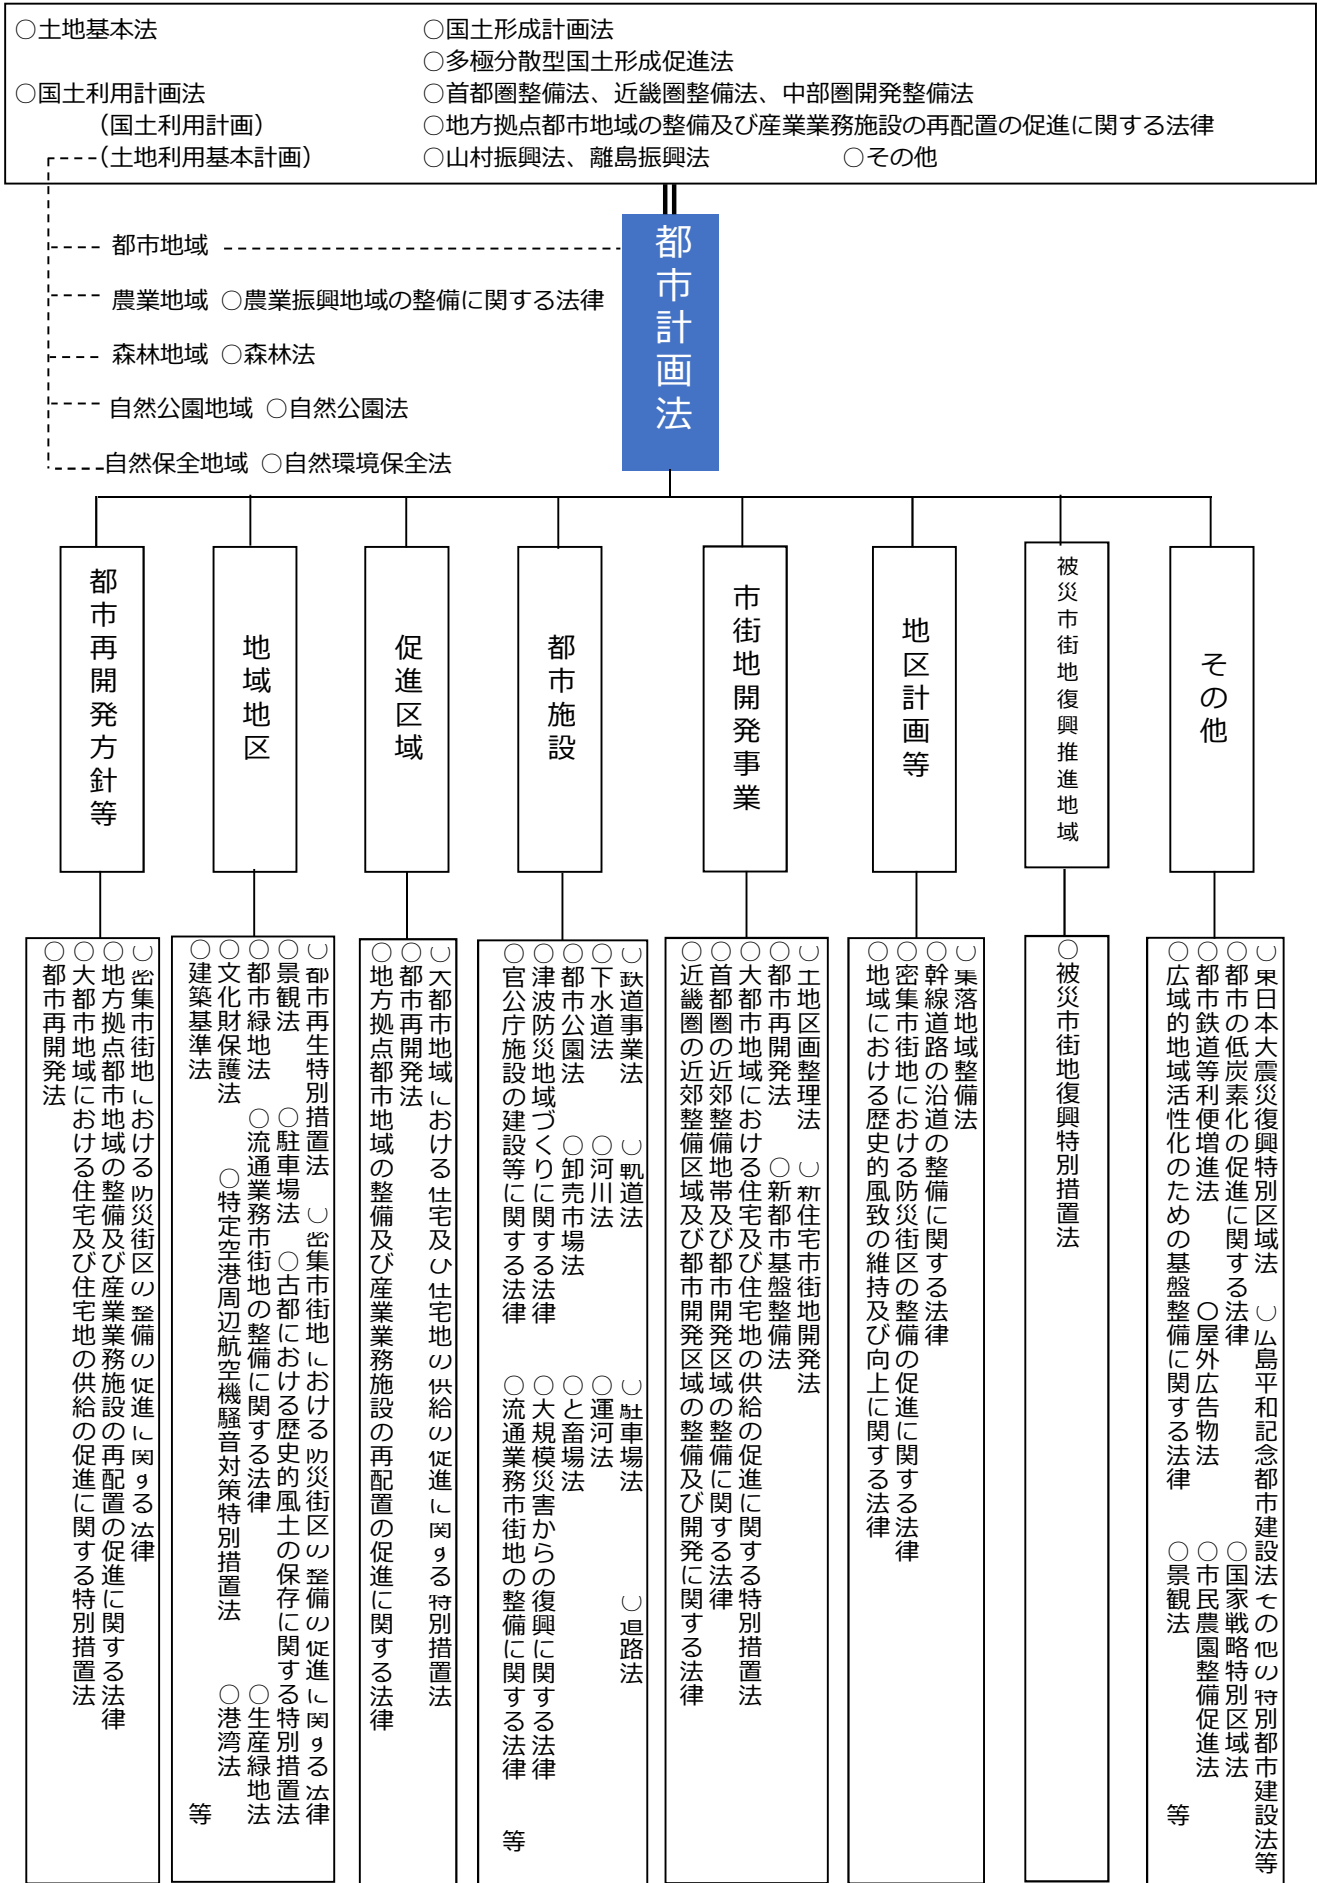 ○土地基本法
○国土利用計画法
(国土利用計画)
(土地利用基本計画)
○国土形成計画法
○多極分散型国土形成促進法
○首都圏整備法、近畿圏整備法、中部圏開発整備法
○地方拠点都市地域の整備及び産業業務施設の再配置の促進に関する法律
○山村振興法、離島振興法 ○その他
都市計画法
都市地域
農業地域 ○農業振興地域の整備に関する法律
森林地域 ○森林法
自然公園地域 ○自然公園法
自然保全地域 ○自然環境保全法
都市再開発方針等
地域地区
促進区域
都市施設
市街地開発事業
地区計画等
被災市街地復興推進地域
その他
○密集市街地における防災街区の整備の促進に関する法律
○地方拠点都市地域の整備及び産業業務施設の再配置の促進に関する法律
○大都市地域における住宅及び住宅地の供給の促進に関する特別措置法
○都市再開発法
○都市再生特別措置法 ○密集市街地における防災街区の整備の促進に関する法律
○景観法 ○駐車場法 ○古都における歴史的風土の保存に関する特別措置法
○都市緑地法 ○流通業務市街地の整備に関する法律 ○生産緑地法
○文化財保護法 ○特定空港周辺航空機騒音対策特別措置法 ○港湾法
○建築基準法 等
○大都市地域における住宅及び住宅地の供給の促進に関する特別措置法
○都市再開発法
○地方拠点都市地域の整備及び産業業務施設の再配置の促進に関する法律
○鉄道事業法 ○軌道法 ○駐車場法 ○道路法
○下水道法 ○河川法 ○運河法
○都市公園法 ○卸売市場法 ○と畜場法
○津波防災地域づくりに関する法律 ○大規模災害からの復興に関する法律
○官公庁施設の建設等に関する法律 ○流通業務市街地の整備に関する法律 等
○土地区画整理法 ○新住宅市街地開発法
○都市再開発法 ○新都市基盤整備法
○大都市地域における住宅及び住宅地の供給の促進に関する特別措置法
○首都圏の近郊整備地帯及び都市開発区域の整備に関する法律
○近畿圏の近郊整備区域及び都市開発区域の整備及び開発に関する法律
○集落地域整備法
○幹線道路の沿道の整備に関する法律
○密集市街地における防災街区の整備の促進に関する法律
○地域における歴史的風致の維持及び向上に関する法律
○被災市街地復興特別措置法
○東日本大震災復興特別区域法 ○広島平和記念都市建設法その他の特別都市建設法等
○都市の低炭素化の促進に関する法律 ○国家戦略特別区域法
○都市鉄道等利便増進法 ○屋外広告物法 ○市民農園整備促進法
○広域的地域活性化のための基盤整備に関する法律 ○景観法 等